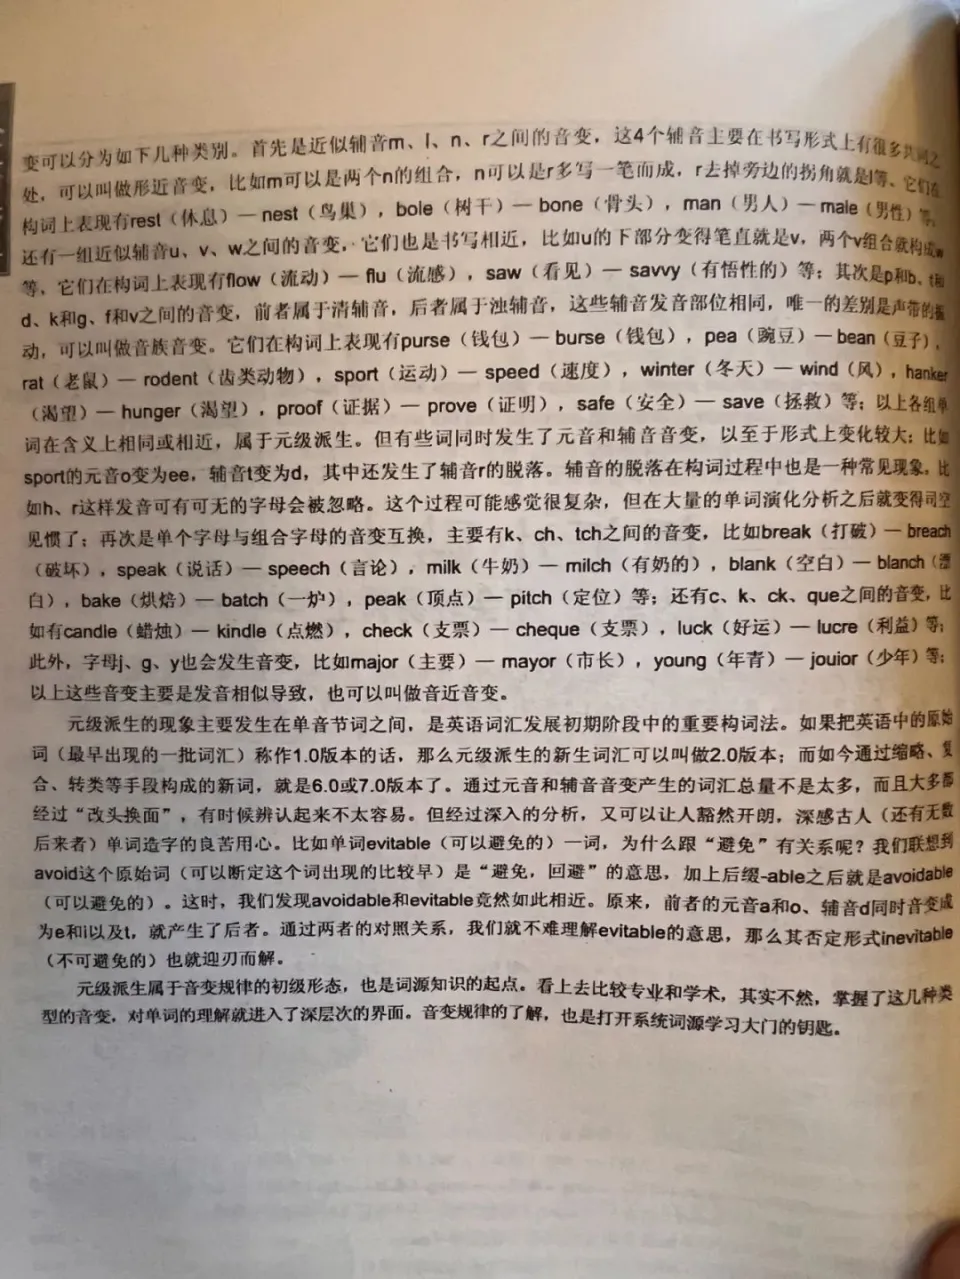 变可以分为如下几种类别。首先是近似辅音m、l、n、r之间的音变，这4个辅音主要在书写形式上有很多共同之
处，可以叫做形近音变，比如m可以是两个n的组合，n可以是r多写一笔而成，r去掉旁边的拐角就是l等、它们在
构词上表现有rest（休息）— nest（鸟巢），bole（树干）— bone（骨头），man（男人）— male（男性）等，
还有一组近似辅音u、v、w之间的音变，它们也是书写相近，比如u的下部分变得笔直就是v，两个v组合就构成w
等，它们在构词上表现有flow（流动）— flu（流感），saw（看见）— savvy（有悟性的）等；其次是p和b、t和
d、k和g、f和v之间的音变，前者属于清辅音，后者属于浊辅音，这些辅音发音部位相同，唯一的差别是声带的振
动，可以叫做音族音变。它们在构词上表现有purse（钱包）— burse（钱包），pea（豌豆）— bean（豆子），
rat（老鼠）— rodent（齿类动物），sport（运动）— speed（速度），winter（冬天）— wind（风），hanker
（渴望）— hunger（渴望），proof（证据）— prove（证明），safe（安全）— save（拯救）等；以上各组单
词在含义上相同或相近，属于元级派生。但有些词同时发生了元音和辅音音变，以至于形式上变化较大；比如
sport的元音o变为ee，辅音t变为d，其中还发生了辅音r的脱落。辅音的脱落在构词过程中也是一种常见现象，比
如h、r这样发音可有可无的字母会被忽略。这个过程可能感觉很复杂，但在大量的单词演化分析之后就变得司空
见惯了；再次是单个字母与组合字母的音变互换，主要有k、ch、tch之间的音变，比如break（打破）— breach
（破坏），speak（说话）— speech（言论），milk（牛奶）— milch（有奶的），blank（空白）— blanch（漂
白），bake（烘焙）— batch（一炉），peak（顶点）— pitch（定位）等；还有c、k、ck、que之间的音变，比
如有candle（蜡烛）— kindle（点燃），check（支票）— cheque（支票），luck（好运）— lucre（利益）等；
此外，字母j、g、y也会发生音变，比如major（主要）— mayor（市长），young（年青）— jouior（少年）等；
以上这些音变主要是发音相似导致，也可以叫做音近音变。
元级派生的现象主要发生在单音节词之间，是英语词汇发展初期阶段中的重要构词法。如果把英语中的原始
词（最早出现的一批词汇）称作1.0版本的话，那么元级派生的新生词汇可以叫做2.0版本；而如今通过缩略、复
合、转类等手段构成的新词，就是6.0或7.0版本了。通过元音和辅音音变产生的词汇总量不是太多，而且大多都
经过“改头换面”，有时候辨认起来不太容易。但经过深入的分析，又可以让人豁然开朗，深感古人（还有无数
后来者）单词造字的良苦用心。比如单词evitable（可以避免的）一词，为什么跟“避免”有关系呢？我们联想到
avoid这个原始词（可以断定这个词出现的比较早）是“避免，回避”的意思，加上后缀-able之后就是avoidable
（可以避免的）。这时，我们发现avoidable和evitable竟然如此相近。原来，前者的元音a和o、辅音d同时音变成
为e和i以及t，就产生了后者。通过两者的对照关系，我们就不难理解evitable的意思，那么其否定形式inevitable
（不可避免的）也就迎刃而解。
元级派生属于音变规律的初级形态，也是词源知识的起点。看上去比较专业和学术，其实不然，掌握了这几种类
型的音变，对单词的理解就进入了深层次的界面。音变规律的了解，也是打开系统词源学习大门的钥匙。